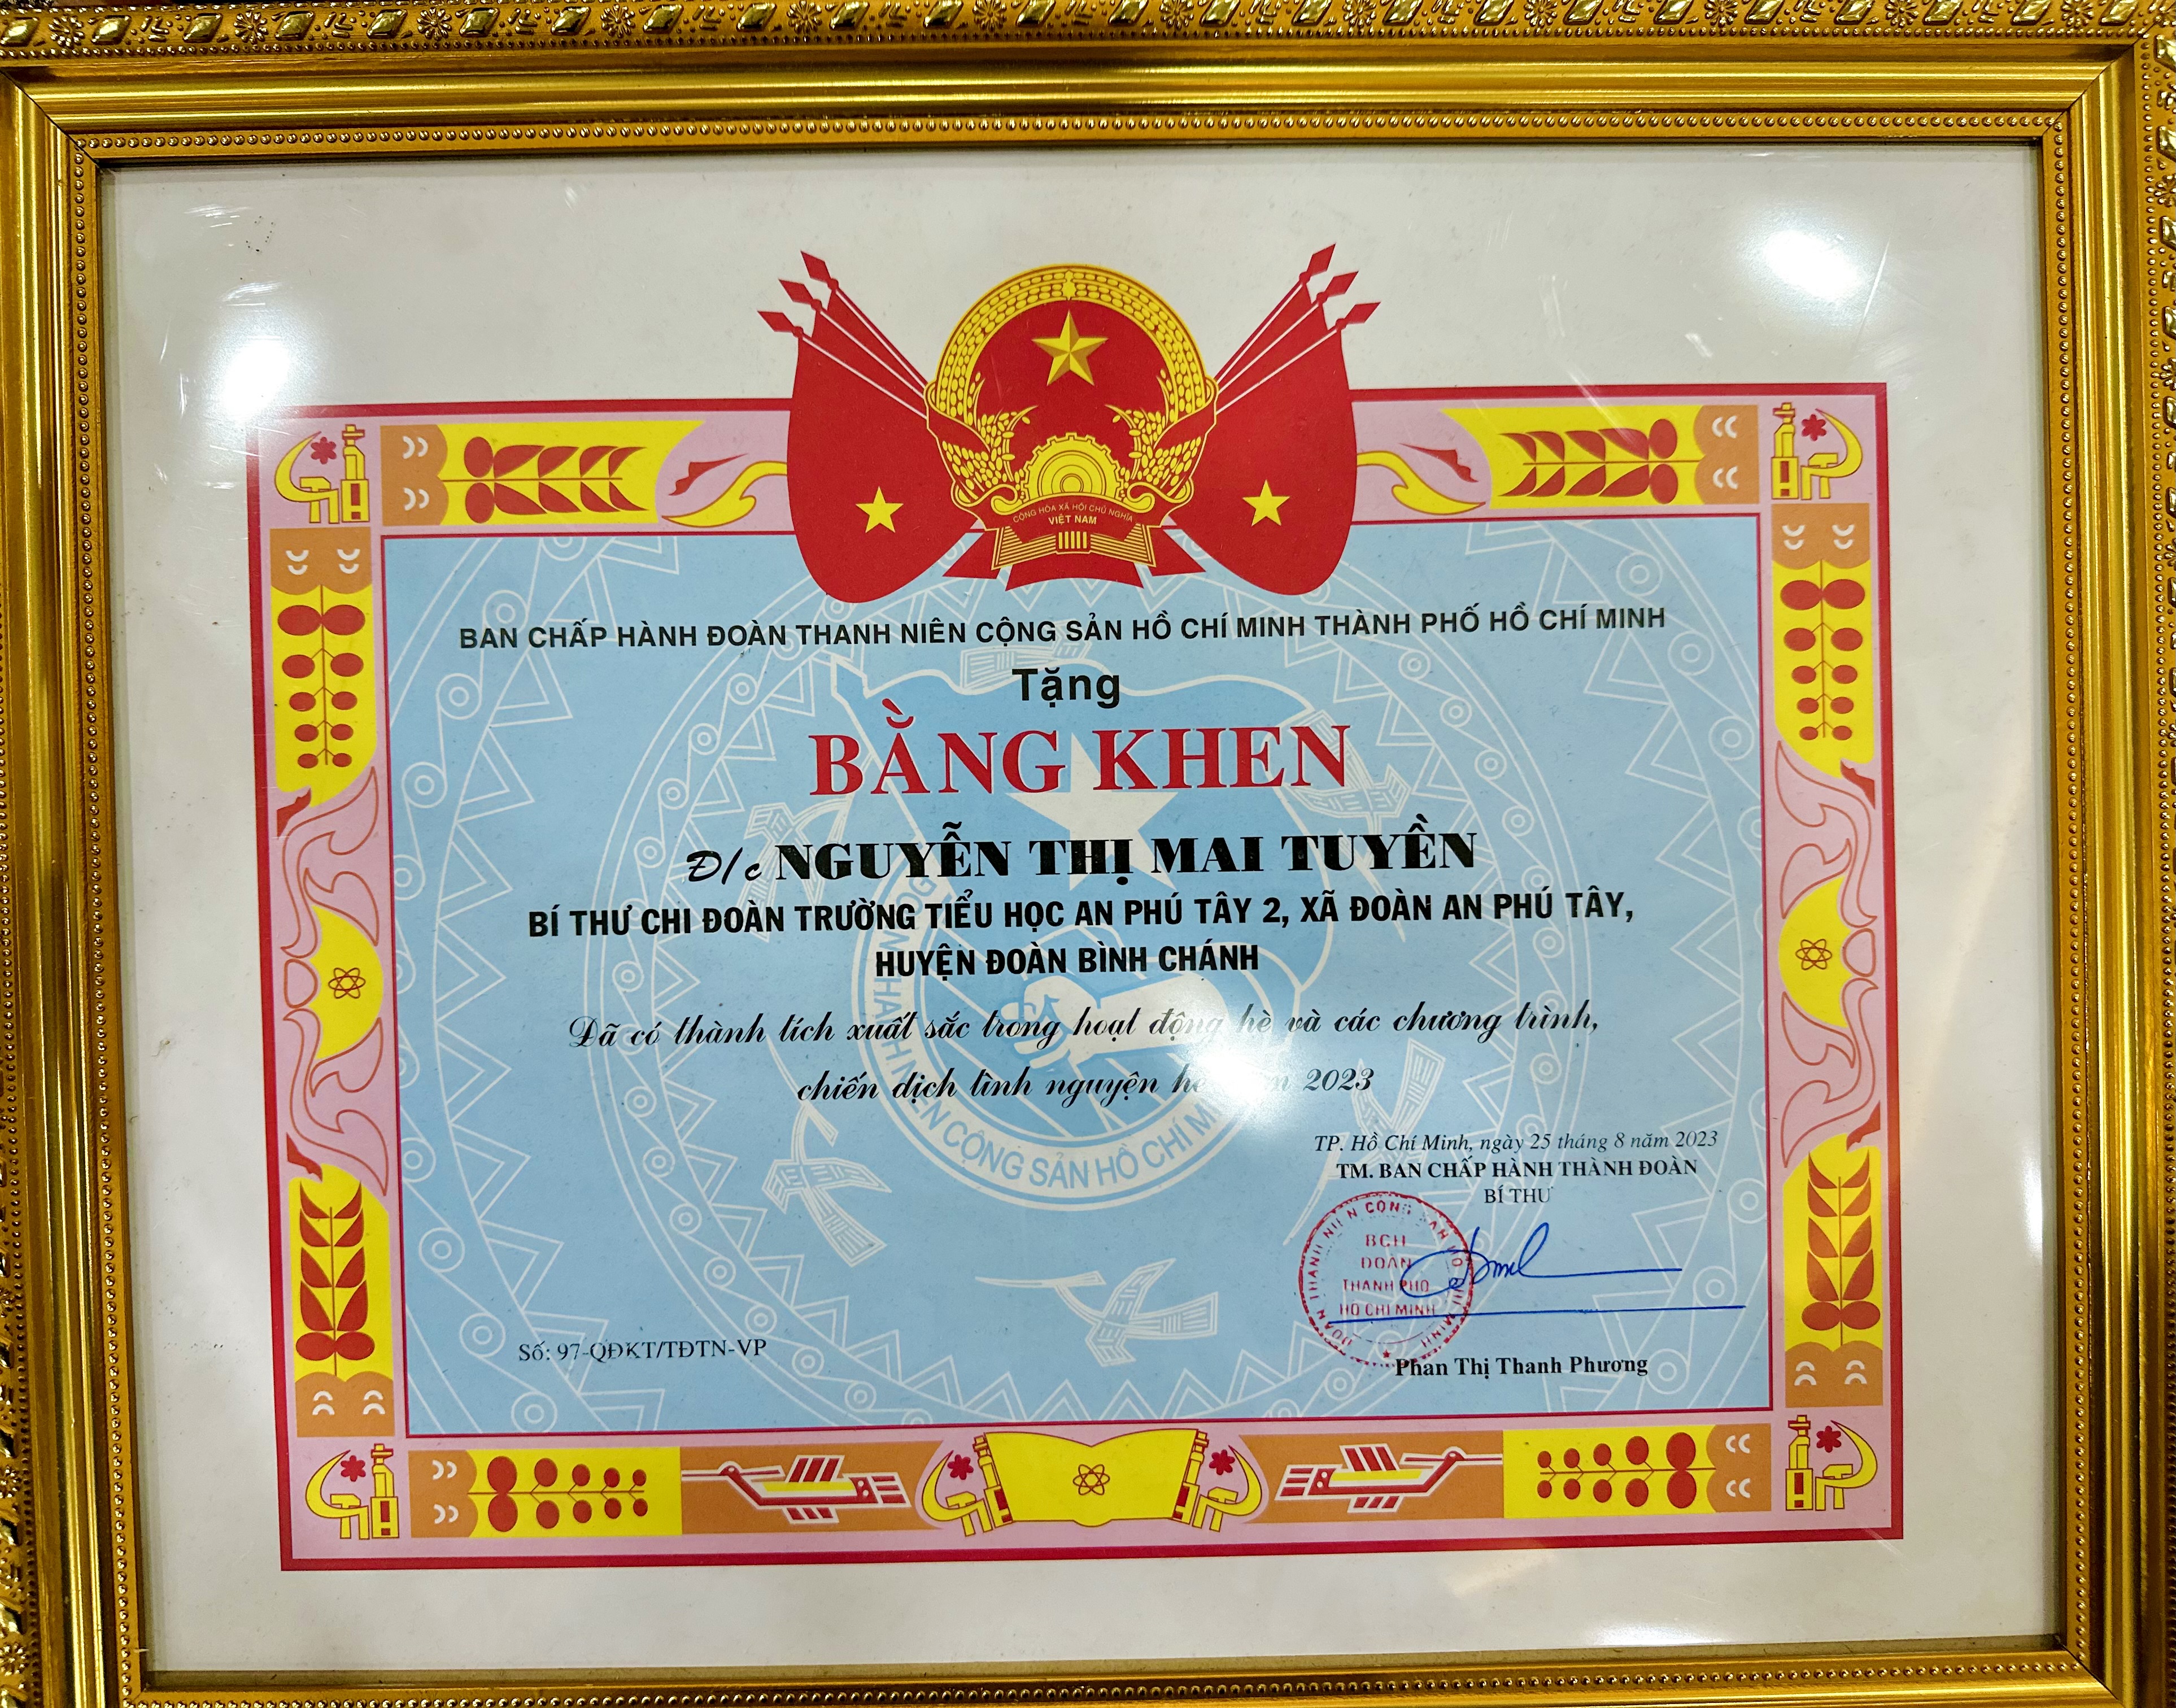 CỘNG HÒA XÃ HỘI CHỦ NGHĨA
VIỆT NAM
BAN CHẤP HÀNH ĐOÀN THANH NIÊN CỘNG SẢN HỒ CHÍ MINH THÀNH PHỐ HỒ CHÍ MINH
Tặng
BẰNG KHEN
Đ/c NGUYỄN THỊ MAI TUYỀN
BÍ THƯ CHI ĐOÀN TRƯỜNG TIỂU HỌC AN PHÚ TÂY 2, XÃ ĐOÀN AN PHÚ TÂY,
HUYỆN ĐOÀN BÌNH CHÁNH
Đã có thành tích xuất sắc trong hoạt động hè và các chương trình,
chiến dịch tình nguyện hè 2023
CỘNG SẢN HỒ CHÍ
TP. Hồ Chí Minh, ngày 25 tháng 8 năm 2023
TM. BAN CHẤP HÀNH THÀNH ĐOÀN
BÍ THƯ
BCH
ĐOÀN
THÀNH PHỐ
HỒ CHÍ MINH
Số: 97-QĐKT/TĐTN-VP
Phan Thị Thanh Phương